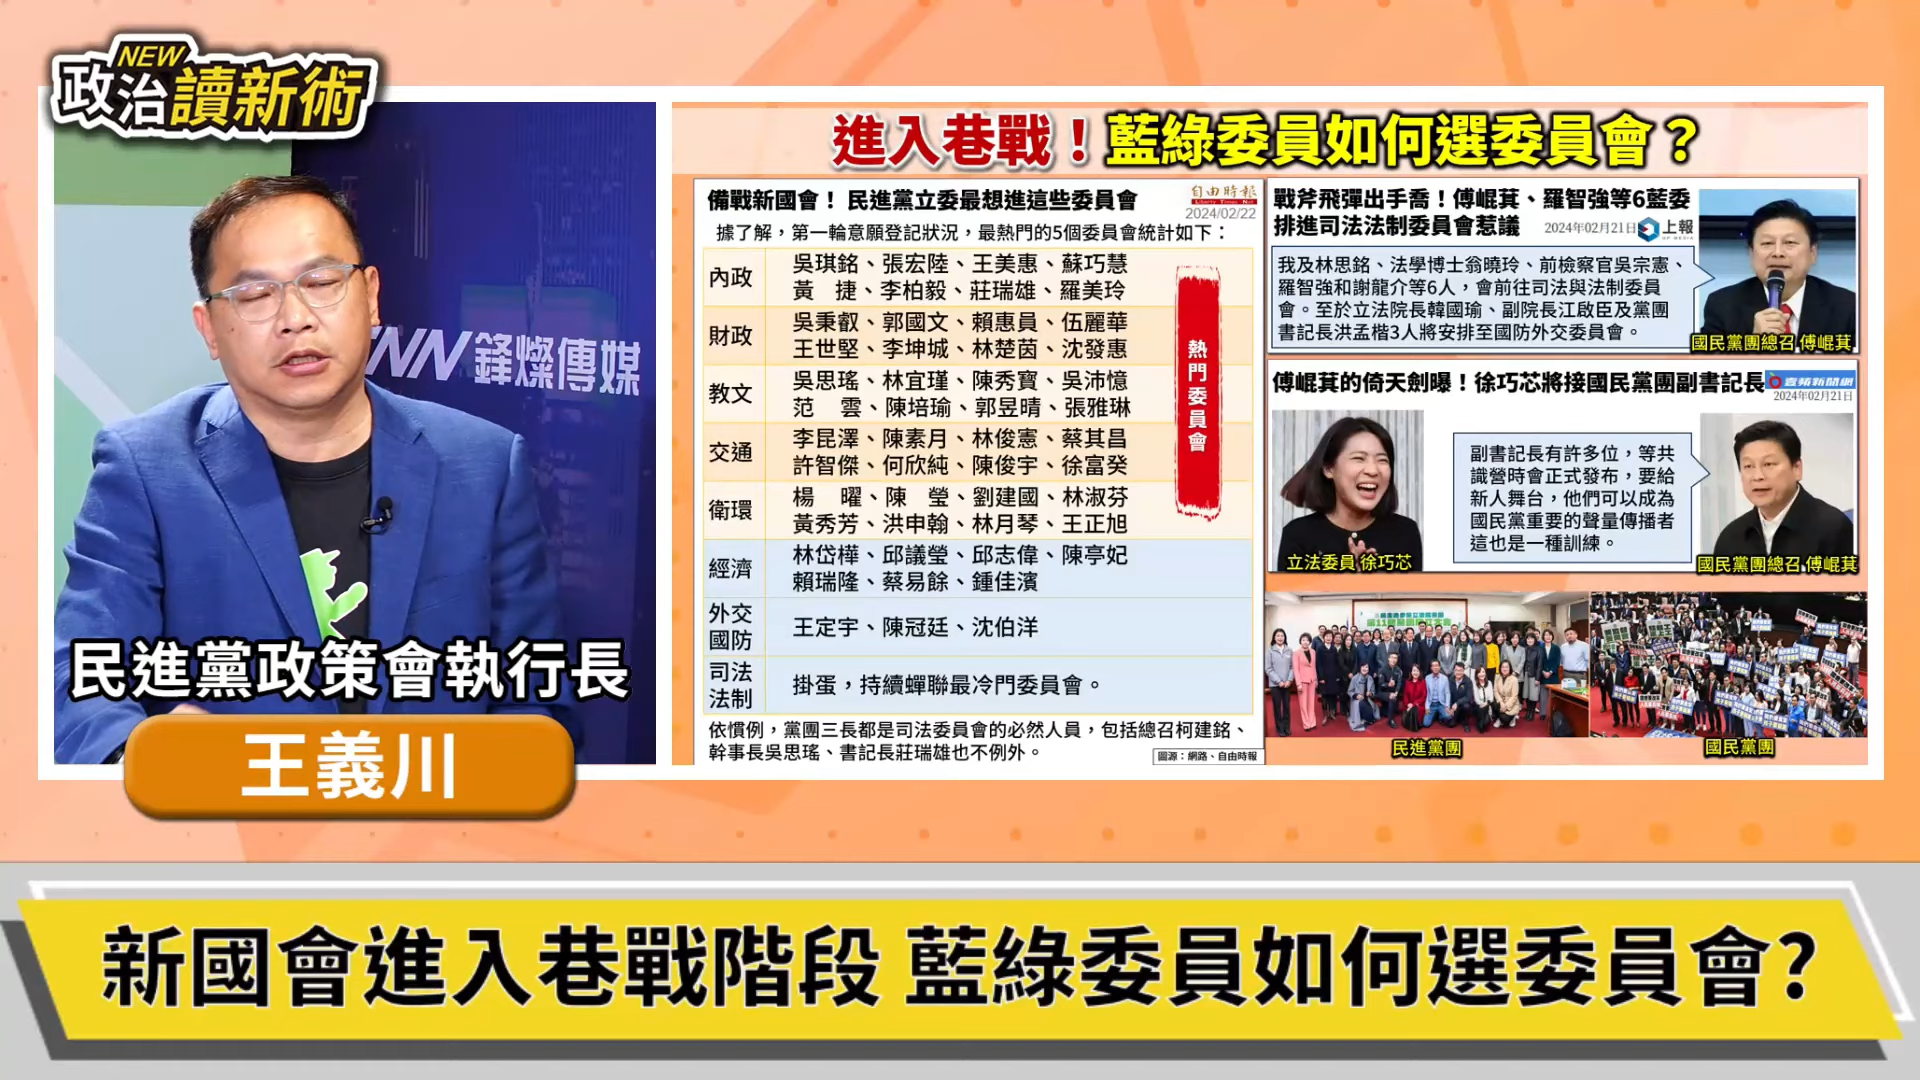 NEW
政治讀新術
TNN 鋒燦傳媒
民進黨政策會執行長
王義川
進入巷戰！藍綠委員如何選委員會？
備戰新國會！民進黨立委最想進這些委員會
自由時報
Liberty Times Net
2024/02/22
據了解，第一輪意願登記狀況，最熱門的5個委員會統計如下：
內政
吳琪銘、張宏陸、王美惠、蘇巧慧
黃　捷、李柏毅、莊瑞雄、羅美玲
財政
吳秉叡、郭國文、賴惠員、伍麗華
王世堅、李坤城、林楚茵、沈發惠
教文
吳思瑤、林宜瑾、陳秀寳、吳沛憶
范　雲、陳培瑜、郭昱晴、張雅琳
交通
李昆澤、陳素月、林俊憲、蔡其昌
許智傑、何欣純、陳俊宇、徐富癸
衛環
楊　曜、陳　瑩、劉建國、林淑芬
黃秀芳、洪申翰、林月琴、王正旭
經濟
林岱樺、邱議瑩、邱志偉、陳亭妃
賴瑞隆、蔡易餘、鍾佳濱
外交
國防
王定宇、陳冠廷、沈伯洋
司法
法制
掛蛋，持續蟬聯最冷門委員會。
熱門委員會
依慣例，黨團三長都是司法委員會的必然人員，包括總召柯建銘、
幹事長吳思瑤、書記長莊瑞雄也不例外。
圖源：網路、自由時報
戰斧飛彈出手喬！傅崐萁、羅智強等6藍委
排進司法法制委員會惹議
2024年02月21日
上報
UP MEDIA
我及林思銘、法學博士翁曉玲、前檢察官吳宗憲、
羅智強和謝龍介等6人，會前往司法與法制委員
會。至於立法院長韓國瑜、副院長江啟臣及黨團
書記長洪孟楷3人將安排至國防外交委員會。
國民黨團總召 傅崐萁
傅崐萁的倚天劍曝！徐巧芯將接國民黨團副書記長
壹蘋新聞網
2024年02月21日
副書記長有許多位，等共
識營時會正式發布，要給
新人舞台，他們可以成為
國民黨重要的聲量傳播者
這也是一種訓練。
立法委員 徐巧芯
國民黨團總召 傅崐萁
民進黨團
國民黨團
新國會進入巷戰階段 藍綠委員如何選委員會?